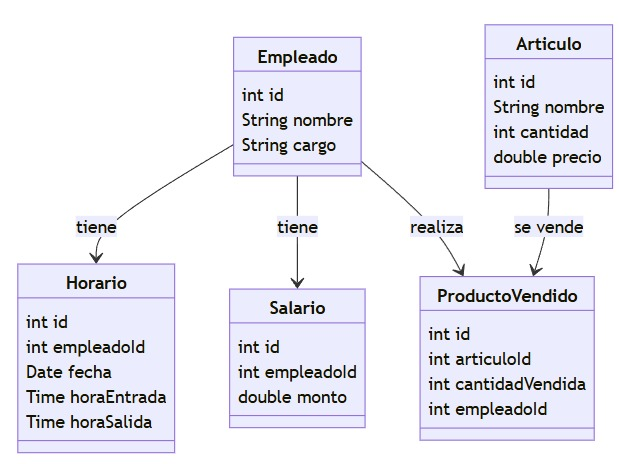 Empleado
int id
String nombre
String cargo
Articulo
int id
String nombre
int cantidad
double precio
tiene
tiene
realiza
se vende
Horario
int id
int empleadoId
Date fecha
Time horaEntrada
Time horaSalida
Salario
int id
int empleadoId
double monto
ProductoVendido
int id
int articuloId
int cantidadVendida
int empleadoId